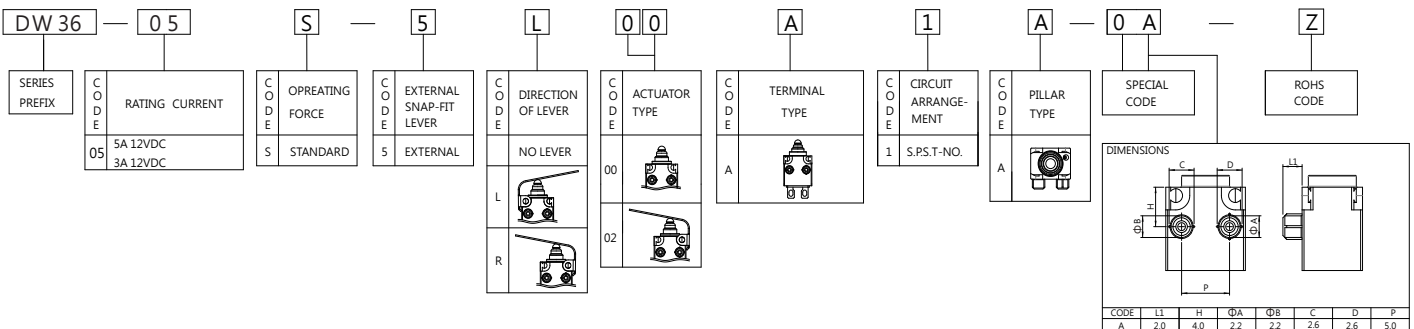 DW 36 — 0 5 S — 5 L 0 0 A 1 A — 0 A — Z
SERIES
PREFIX
CODE
RATING CURRENT
05
5A 12VDC
3A 12VDC
CODE
OPREATING
FORCE
S STANDARD
CODE
EXTERNAL
SNAP-FIT
LEVER
5 EXTERNAL
CODE
DIRECTION
OF LEVER
NO LEVER
L
R
CODE
ACTUATOR
TYPE
00
02
CODE
TERMINAL
TYPE
A
CODE
CIRCUIT
ARRANGE-
MENT
1 S.P.S.T-NO.
CODE
PILLAR
TYPE
A
SPECIAL
CODE
ROHS
CODE
DIMENSIONS
C D L1
H
ΦB ΦA
P
CODE L1 H ΦA ΦB C D P
A 2.0 4.0 2.2 2.2 2.6 2.6 5.0